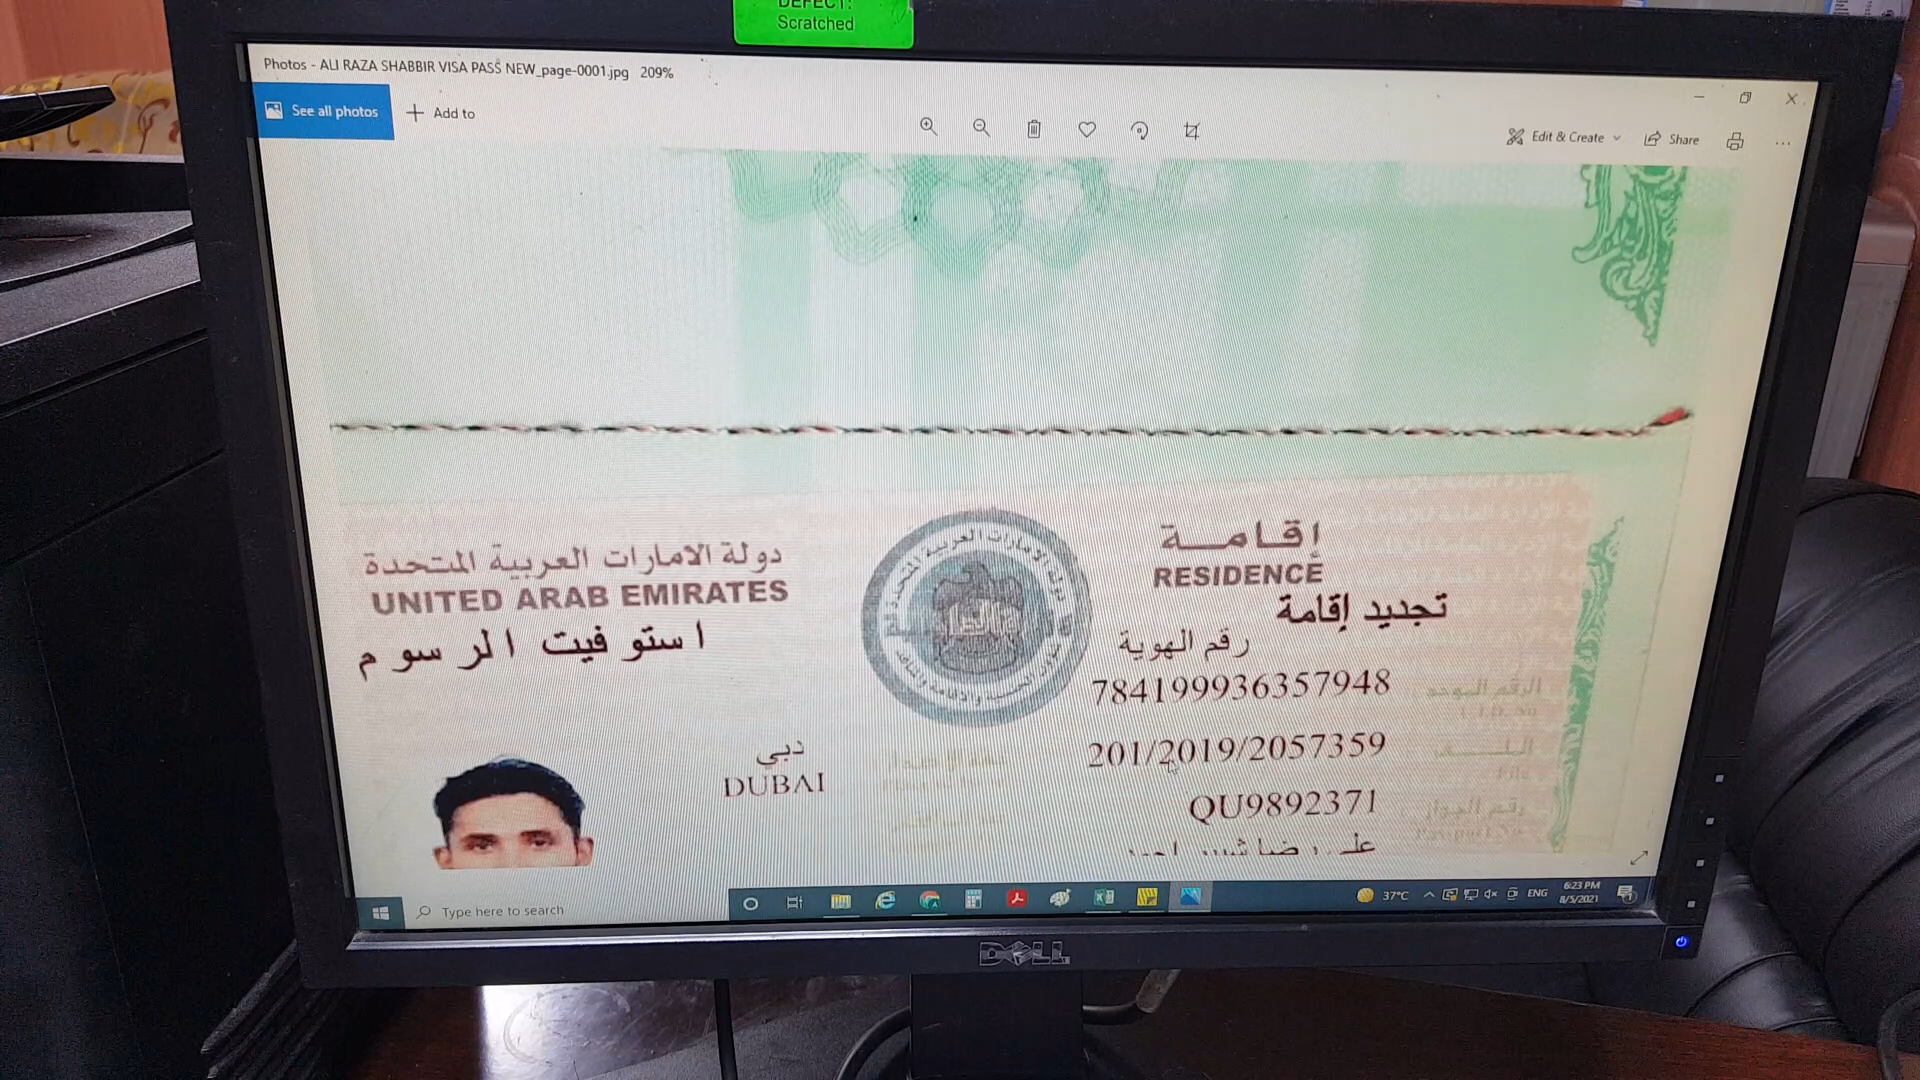 DEFECT:
Scratched
Photos - ALI RAZA SHABBIR VISA PASS NEW_page-0001.jpg 209%
See all photos
Add to
Edit & Create
Share
دولة الامارات العربية المتحدة
UNITED ARAB EMIRATES
استوفيت الرسوم
إقامة
RESIDENCE
تجديد إقامة
رقم الهوية
784199936357948
201/2019/2057359
QU9892371
دبي
DUBAI
Type here to search
37°C
ENG
6:23 PM
8/5/2021
DELL